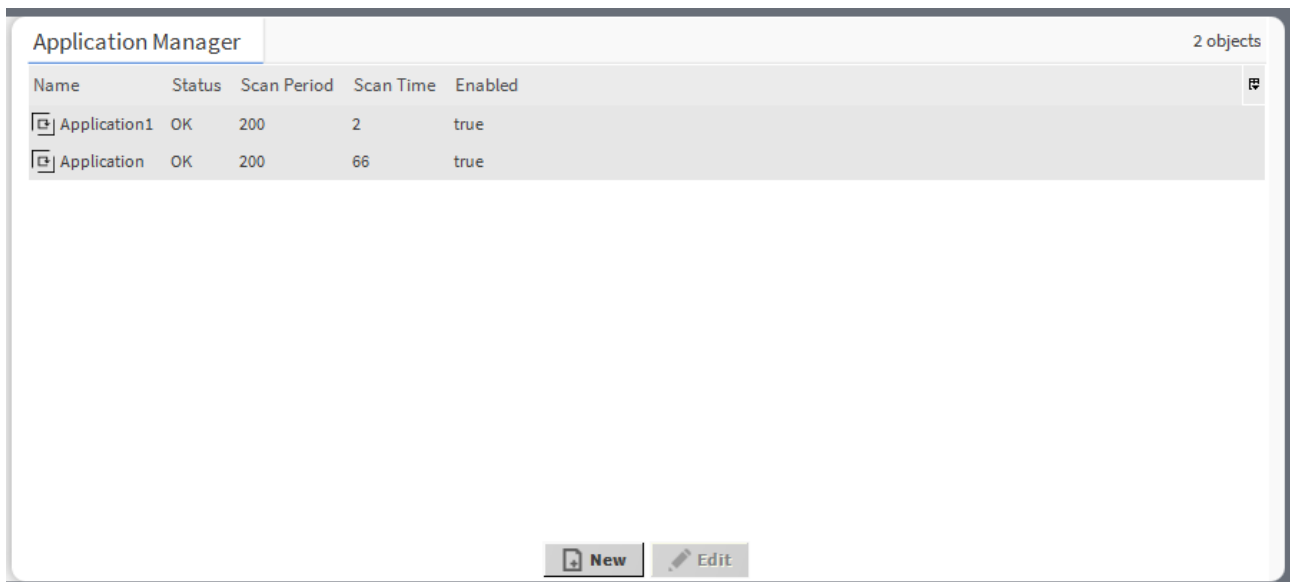 Application Manager 2 objects
Name Status Scan Period Scan Time Enabled
Application1 OK 200 2 true
Application OK 200 66 true
New Edit